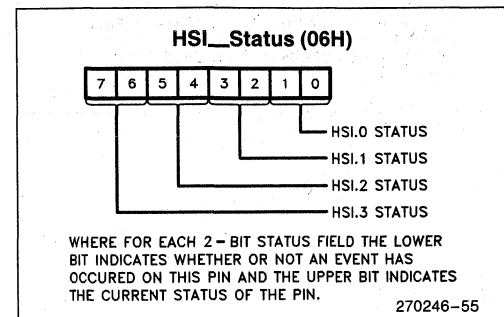 HSI__Status (06H)
7 6 5 4 3 2 1 0
HSI.0 STATUS
HSI.1 STATUS
HSI.2 STATUS
HSI.3 STATUS
WHERE FOR EACH 2-BIT STATUS FIELD THE LOWER
BIT INDICATES WHETHER OR NOT AN EVENT HAS
OCCURED ON THIS PIN AND THE UPPER BIT INDICATES
THE CURRENT STATUS OF THE PIN.
270246-55